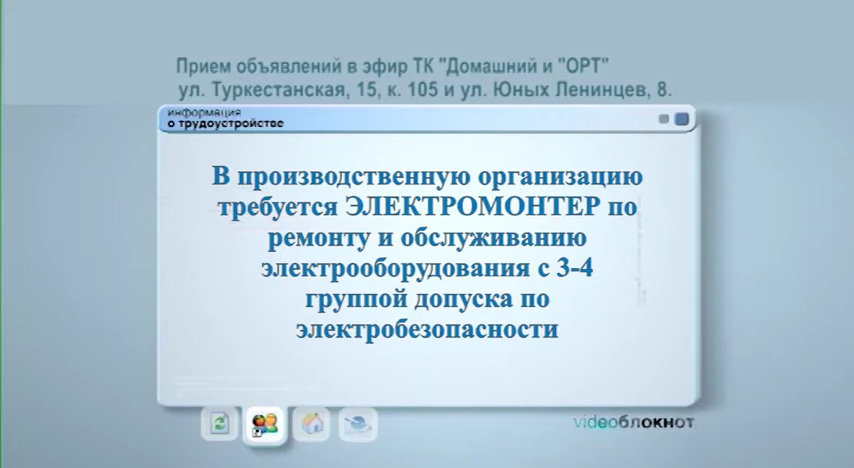 Прием объявлений в эфир ТК "Домашний и "ОРТ"
ул. Туркестанская, 15, к. 105 и ул. Юных Ленинцев, 8.
информация
о трудоустройстве
В производственную организацию
требуется ЭЛЕКТРОМОНТЕР по
ремонту и обслуживанию
электрооборудования с 3-4
группой допуска по
электробезопасности
videoблокнот